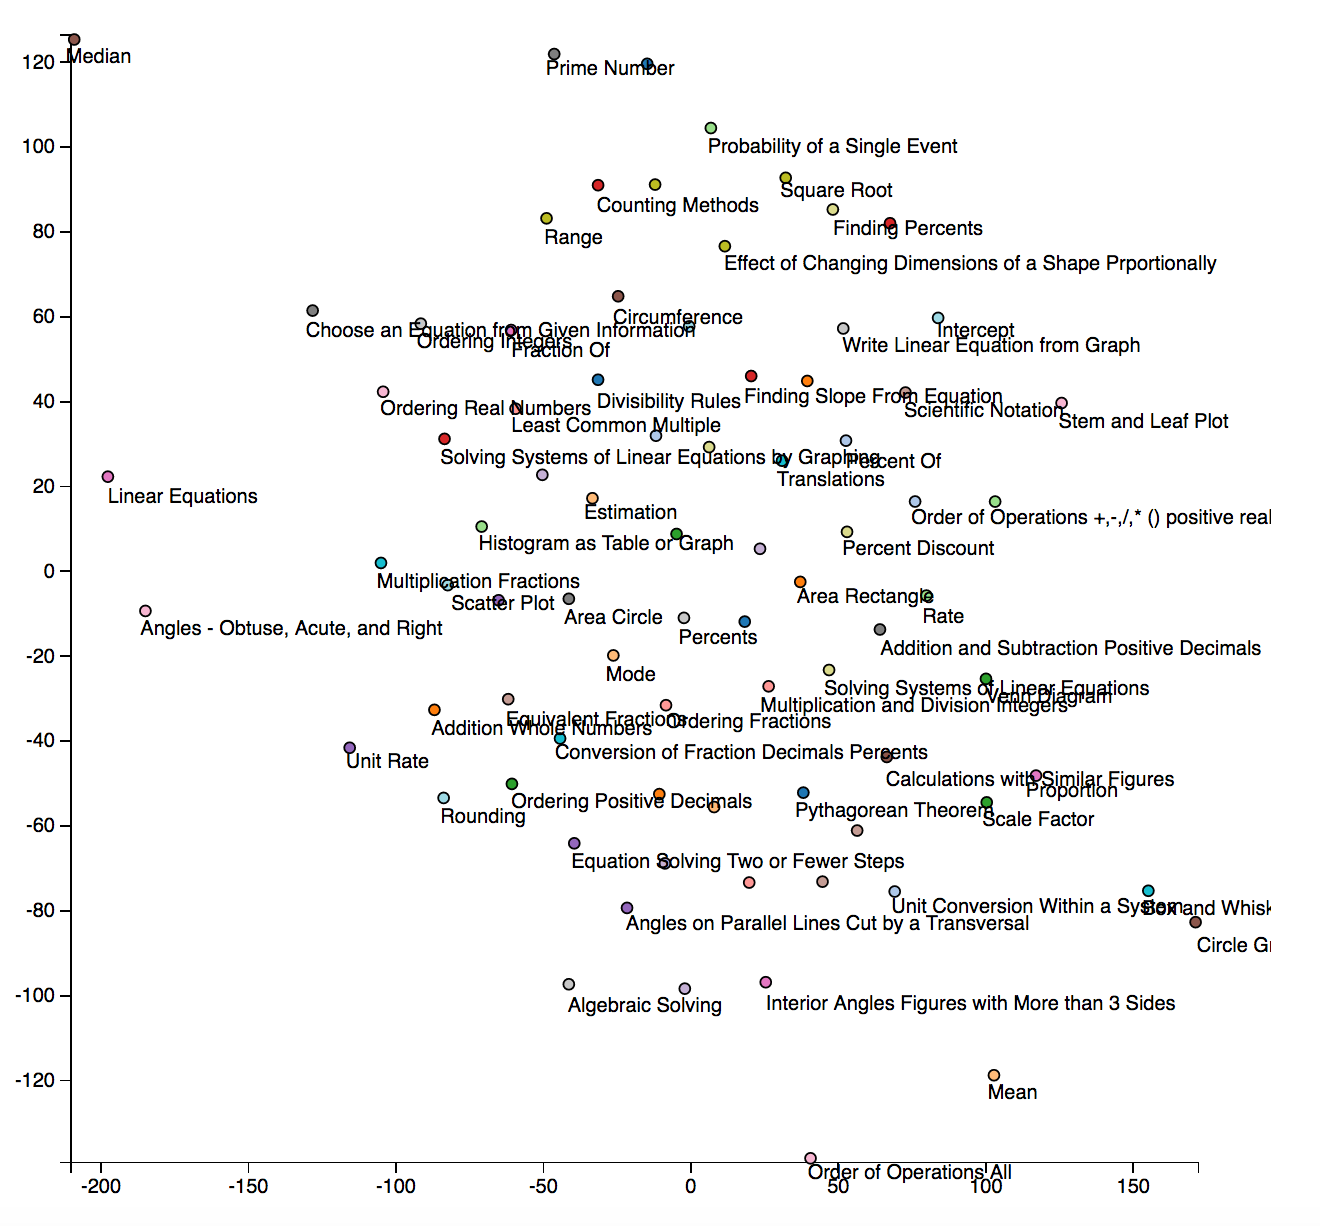 Median
120
Prime Number
100
Probability of a Single Event
Square Root
Counting Methods
80
Finding Percents
Range
Effect of Changing Dimensions of a Shape Prportionally
60
Circumference
Choose an Equation from Given Information
Intercept
Ordering Integers
Write Linear Equation from Graph
Fraction Of
40
Divisibility Rules
Finding Slope From Equation
Ordering Real Numbers
Scientific Notation
Stem and Leaf Plot
Least Common Multiple
Solving Systems of Linear Equations by Graphing
Percent Of
Translations
20
Linear Equations
Estimation
Order of Operations +,-,/,* () positive real
Histogram as Table or Graph
Percent Discount
0
Multiplication Fractions
Area Rectangle
Scatter Plot
Area Circle
Rate
Angles - Obtuse, Acute, and Right
Percents
Addition and Subtraction Positive Decimals
-20
Mode
Solving Systems of Linear Equations
Venn Diagram
Multiplication and Division Integers
Equivalent Fractions
Ordering Fractions
Addition Whole Numbers
-40
Conversion of Fraction Decimals Percents
Unit Rate
Calculations with Similar Figures
Proportion
Ordering Positive Decimals
Pythagorean Theorem
Rounding
Scale Factor
-60
Equation Solving Two or Fewer Steps
-80
Unit Conversion Within a System
Box and Whisk
Angles on Parallel Lines Cut by a Transversal
Circle Gr
-100
Algebraic Solving
Interior Angles Figures with More than 3 Sides
-120
Mean
Order of Operations All
-200 -150 -100 -50 0 50 100 150